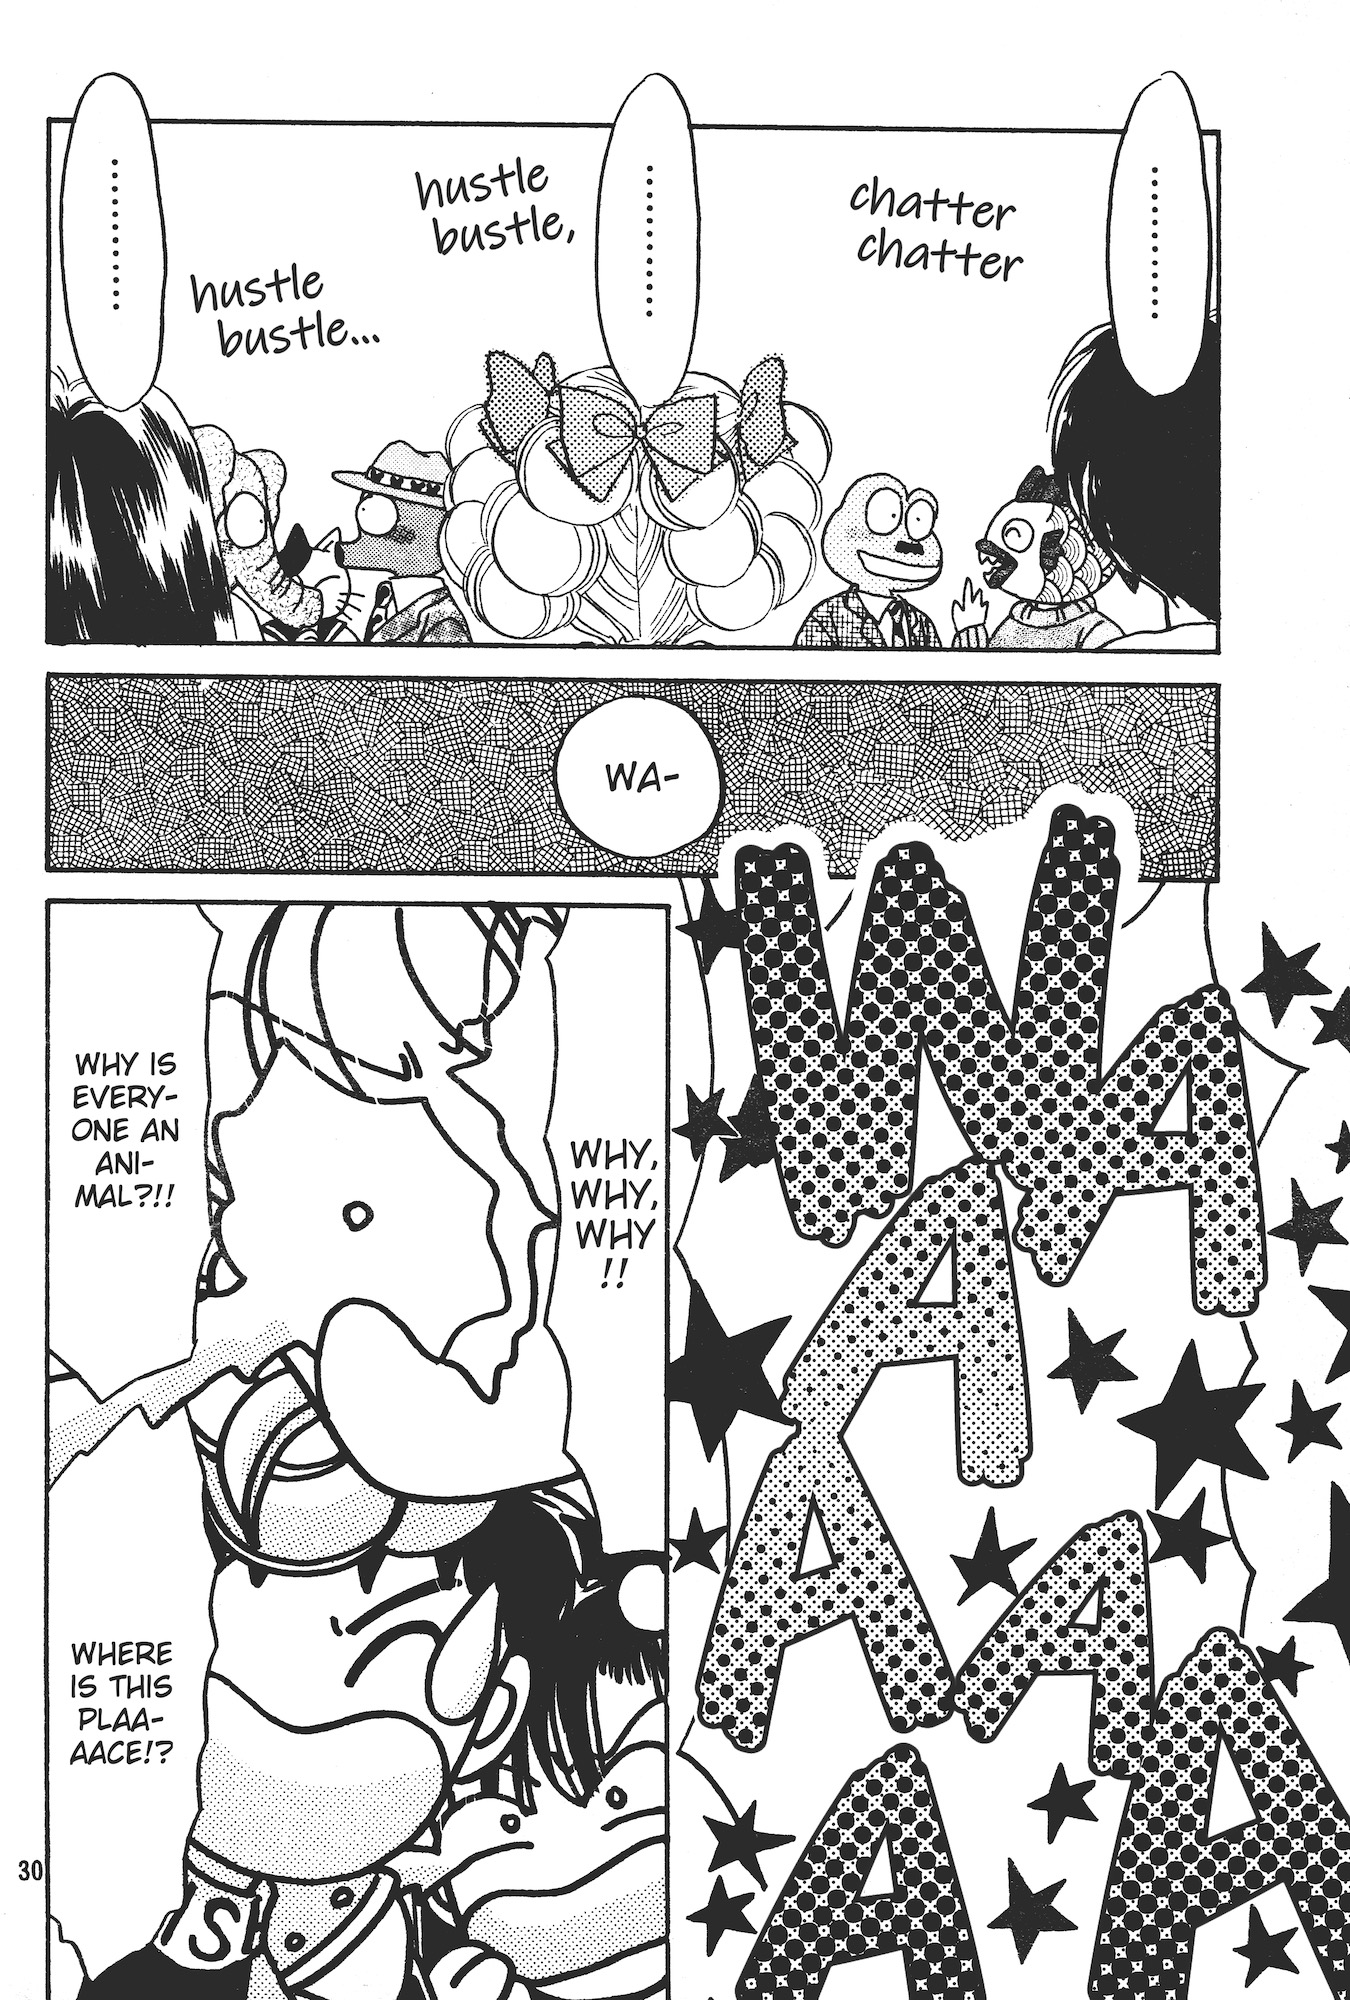 .........
chatter
chatter
.........
hustle
bustle,
.........
hustle
bustle...
WA-
WA
A
A
A
A
A
WHY,
WHY,
WHY
!!
WHY IS
EVERY-
ONE AN
ANI-
MAL?!!
WHERE
IS THIS
PLAA-
AACE!?
S
30